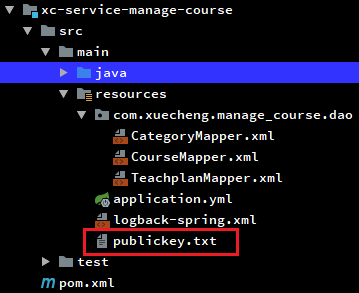 xc-service-manage-course
src
main
java
resources
com.xuecheng.manage_course.dao
CategoryMapper.xml
CourseMapper.xml
TeachplanMapper.xml
application.yml
logback-spring.xml
publickey.txt
test
pom.xml